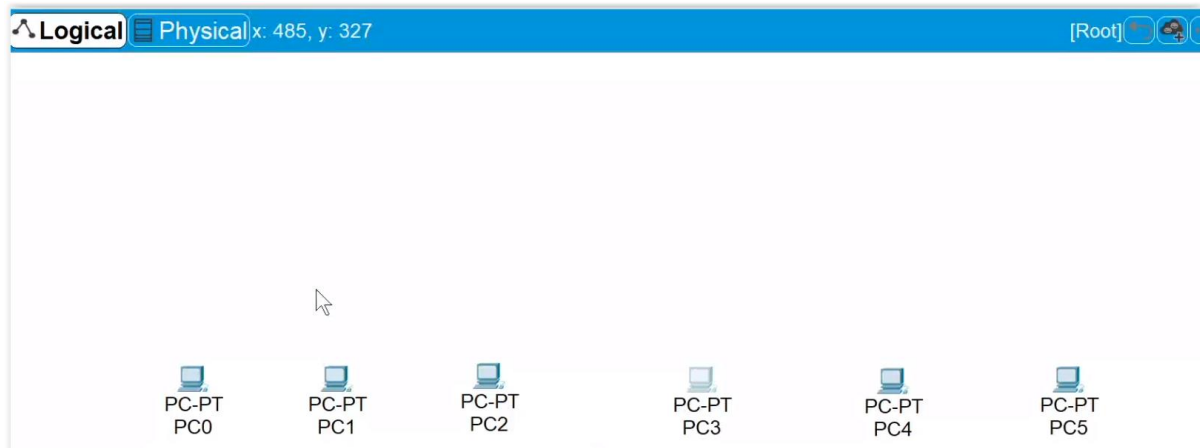 Logical Physical x: 485, y: 327 [Root]
PC-PT PC-PT PC-PT PC-PT PC-PT PC-PT
PC0 PC1 PC2 PC3 PC4 PC5